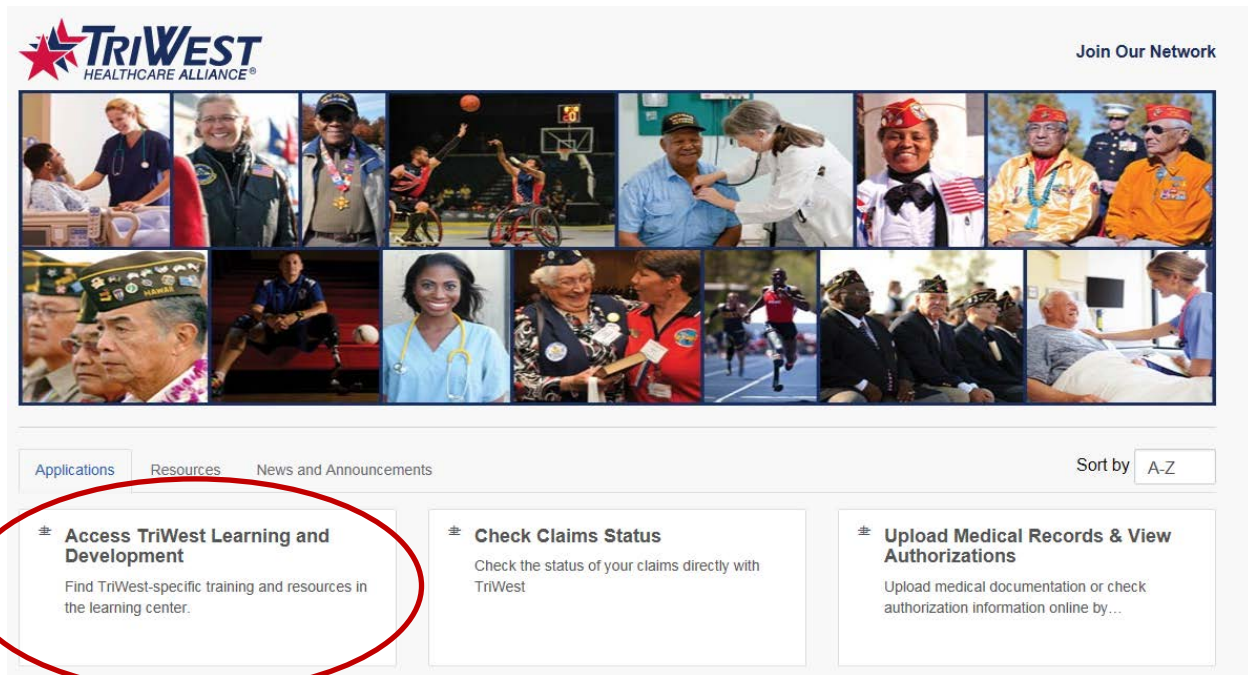 TRIWEST
HEALTHCARE ALLIANCE®
Join Our Network
HAWAII
Applications
Resources
News and Announcements
Sort by
A-Z
Access TriWest Learning and
Development
Find TriWest-specific training and resources in
the learning center.
Check Claims Status
Check the status of your claims directly with
TriWest
Upload Medical Records & View
Authorizations
Upload medical documentation or check
authorization information online by…